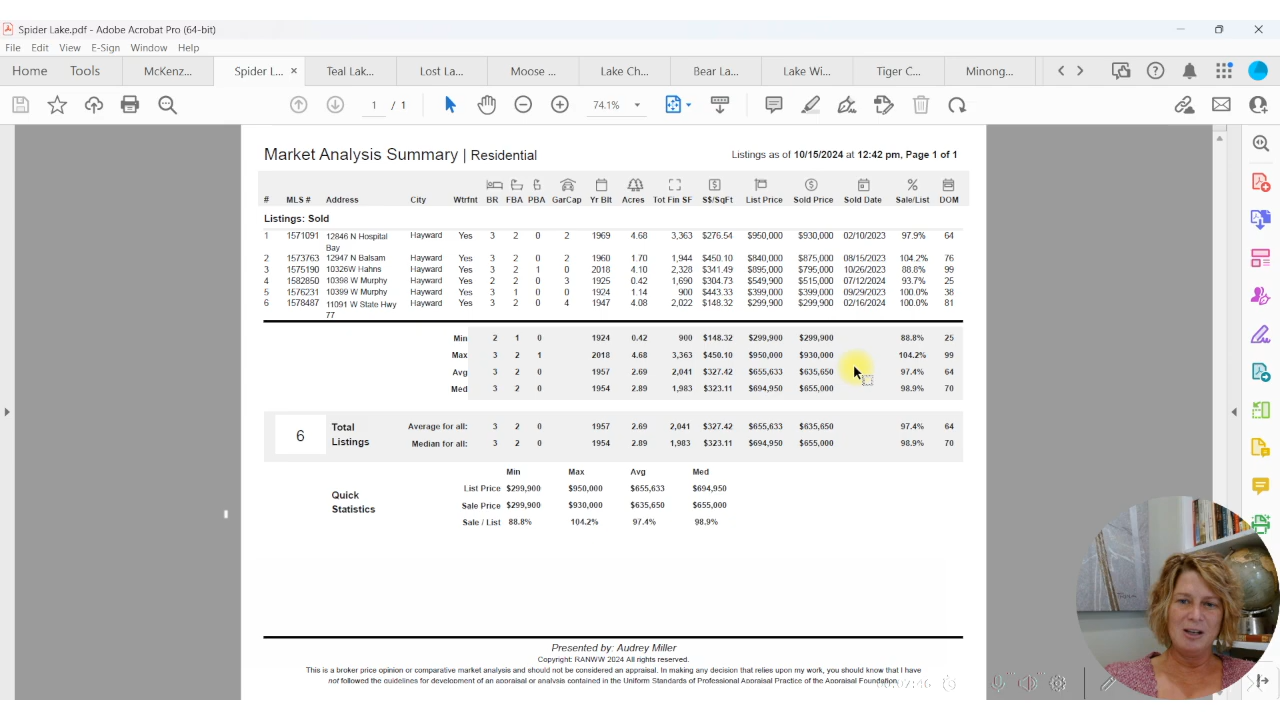 Spider Lake.pdf - Adobe Acrobat Pro (64-bit)
File Edit View E-Sign Window Help
Home Tools McKenz... Spider L... × Teal Lak... Lost La... Moose ... Lake Ch... Bear La... Lake Wi... Tiger C... Minong...
1 / 1 74.1%
Market Analysis Summary | Residential
Listings as of 10/15/2024 at 12:42 pm, Page 1 of 1
# MLS # Address City Wtrfnt BR FBA PBA GarCap Yr Blt Acres Tot Fin SF S$/SqFt List Price Sold Price Sold Date Sale/List DOM
Listings: Sold
1 1571091 12846 N Hospital Hayward Yes 3 2 0 2 1969 4.68 3,363 $276.54 $950,000 $930,000 02/10/2023 97.9% 64
Bay
2 1573763 12947 N Balsam Hayward Yes 3 2 0 2 1960 1.70 1,944 $450.10 $840,000 $875,000 08/15/2023 104.2% 76
3 1575190 10326W Hahns Hayward Yes 3 2 1 0 2018 4.10 2,328 $341.49 $895,000 $795,000 10/26/2023 88.8% 99
4 1582850 10398 W Murphy Hayward Yes 2 2 0 3 1925 0.42 1,690 $304.73 $549,900 $515,000 07/12/2024 93.7% 25
5 1576231 10399 W Murphy Hayward Yes 3 1 0 0 1924 1.14 900 $443.33 $399,000 $399,000 09/29/2023 100.0% 38
6 1578487 11091 W State Hwy Hayward Yes 3 2 0 4 1947 4.08 2,022 $148.32 $299,900 $299,900 02/16/2024 100.0% 81
77
Min 2 1 0 1924 0.42 900 $148.32 $299,900 $299,900 88.8% 25
Max 3 2 1 2018 4.68 3,363 $450.10 $950,000 $930,000 104.2% 99
Avg 3 2 0 1957 2.69 2,041 $327.42 $655,633 $635,650 97.4% 64
Med 3 2 0 1954 2.89 1,983 $323.11 $694,950 $655,000 98.9% 70
6 Total Listings
Average for all: 3 2 0 1957 2.69 2,041 $327.42 $655,633 $635,650 97.4% 64
Median for all: 3 2 0 1954 2.89 1,983 $323.11 $694,950 $655,000 98.9% 70
Min Max Avg Med
Quick Statistics
List Price $299,900 $950,000 $655,633 $694,950
Sale Price $299,900 $930,000 $635,650 $655,000
Sale / List 88.8% 104.2% 97.4% 98.9%
Presented by: Audrey Miller
Copyright: RANWW 2024 All rights reserved.
This is a broker price opinion or comparative market analysis and should not be considered an appraisal. In making any decision that relies upon my work, you should know that I have
not followed the guidelines for development of an appraisal or analysis contained in the Uniform Standards of Professional Appraisal Practice of the Appraisal Foundation.